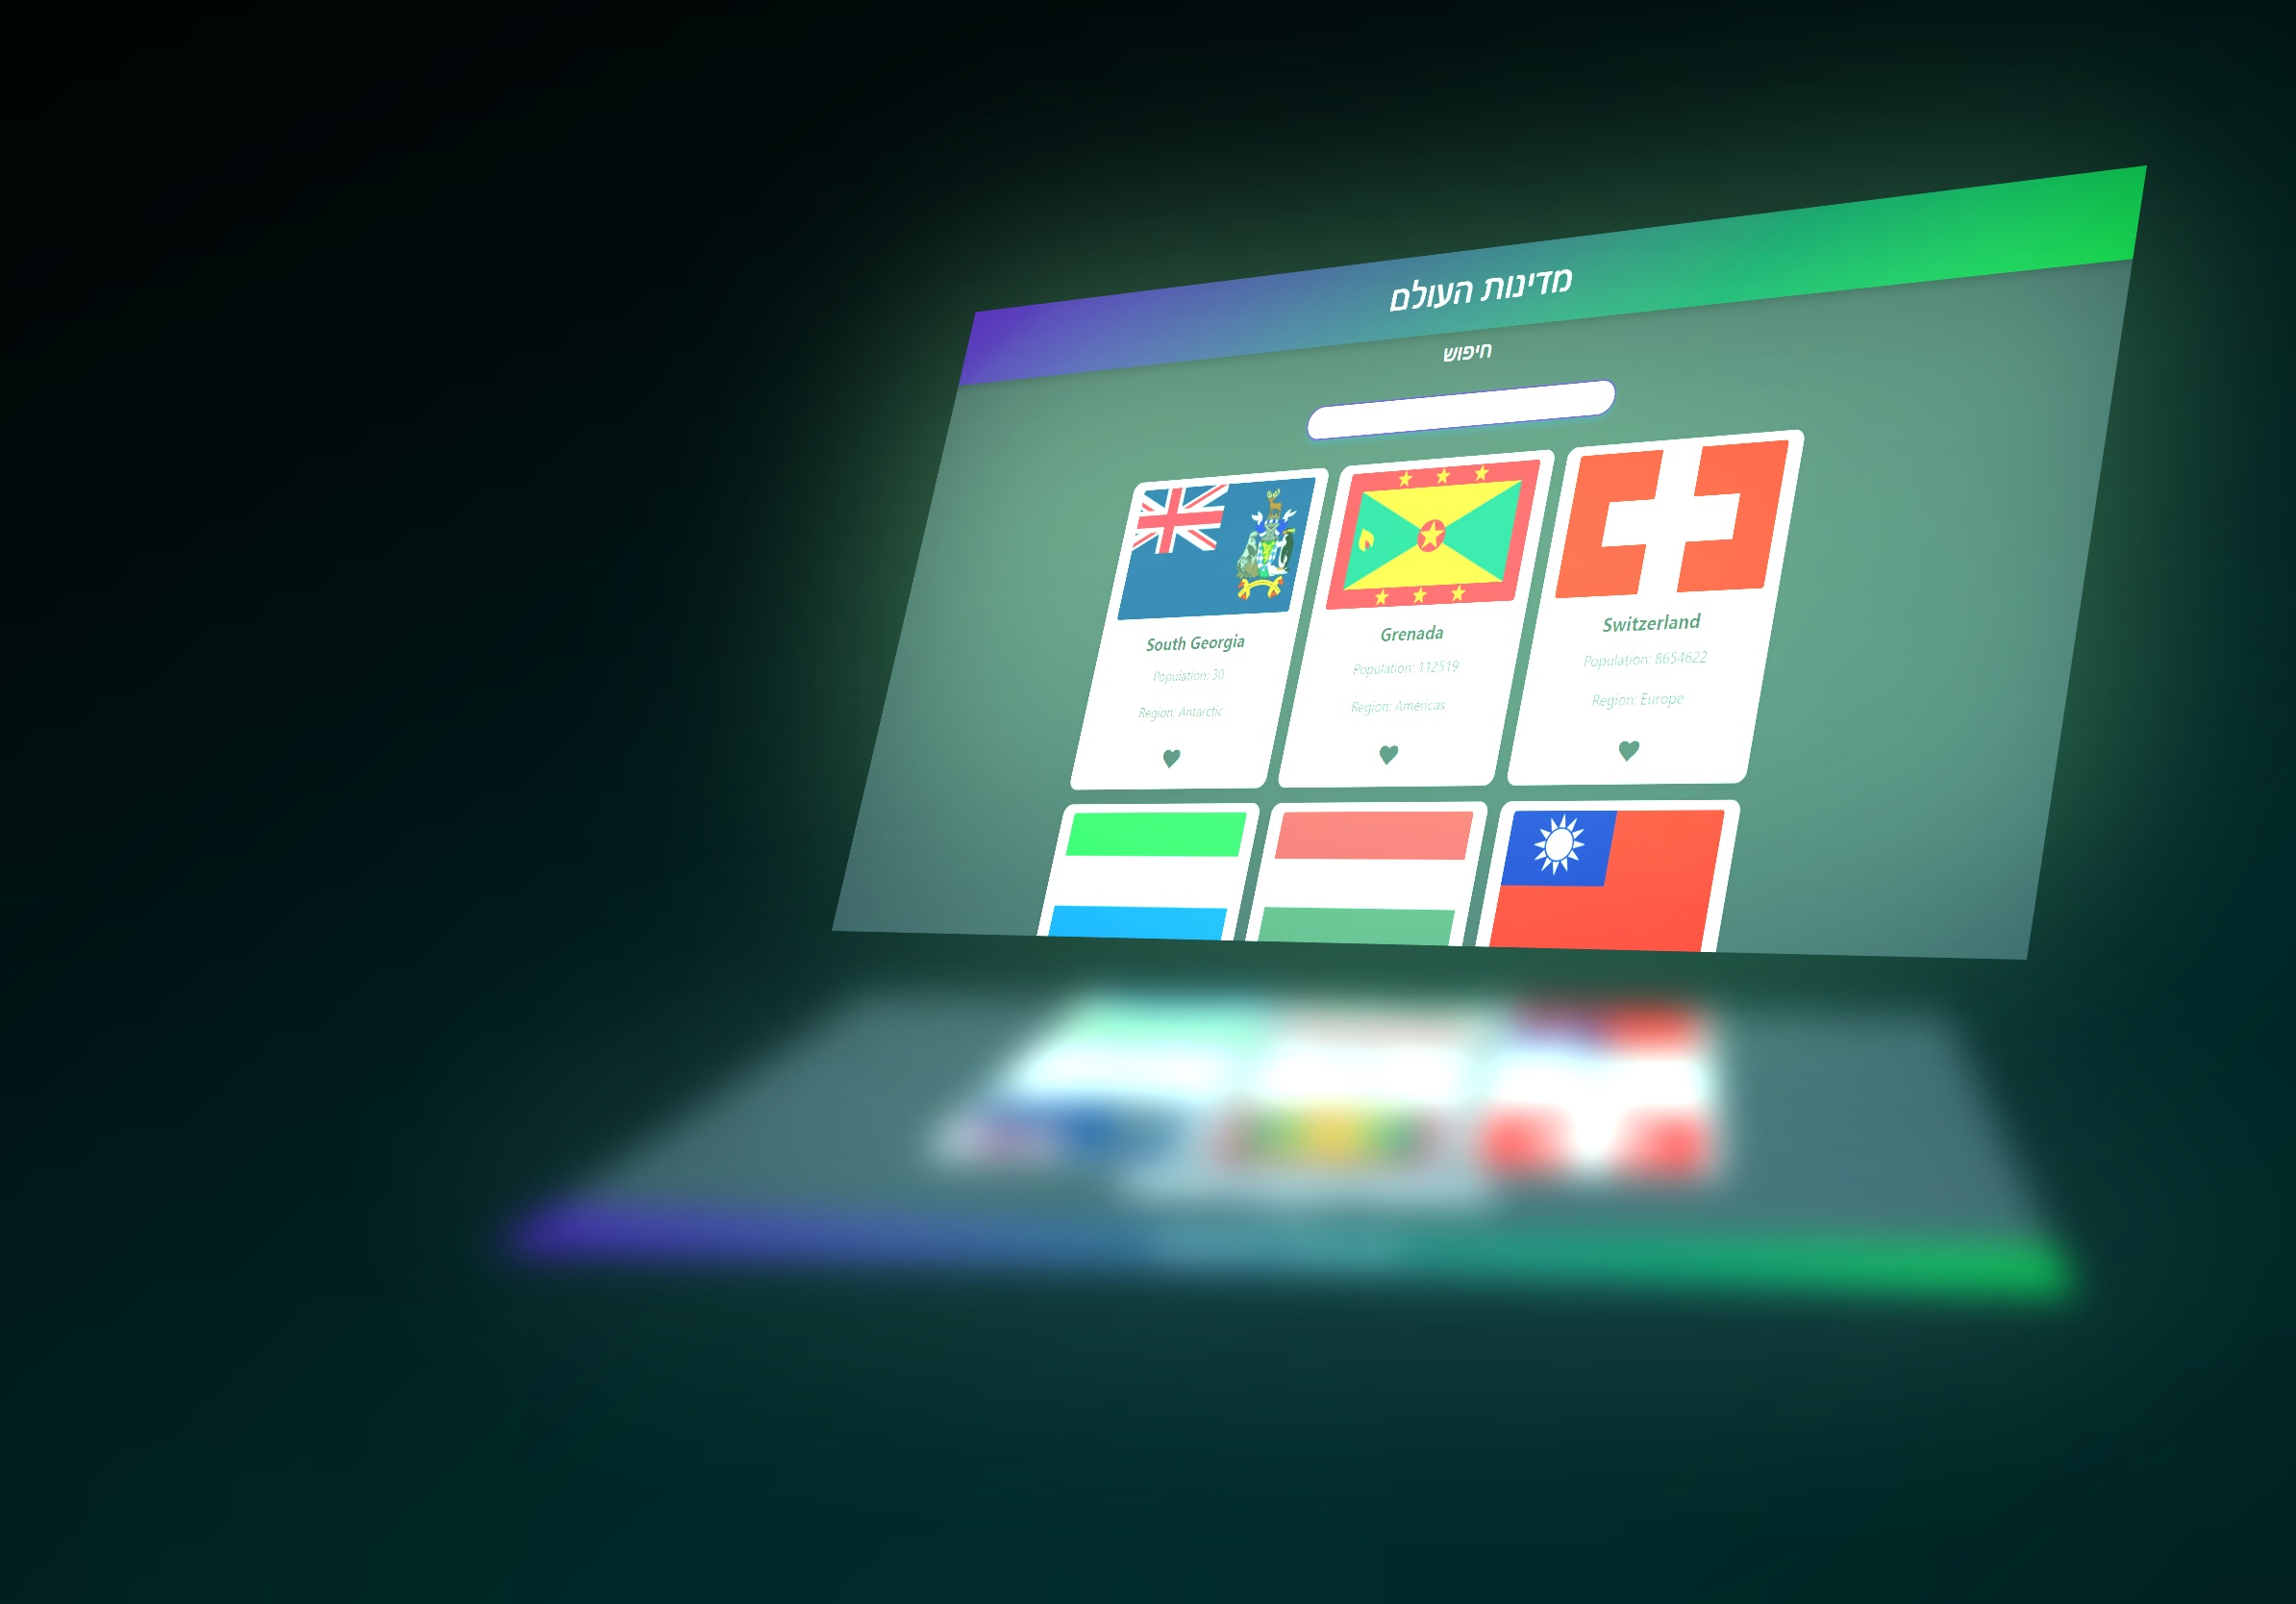 מדינות העולם
חיפוש
South Georgia
Population: 30
Region: Antarctic
Grenada
Population: 112519
Region: Americas
Switzerland
Population: 8654622
Region: Europe